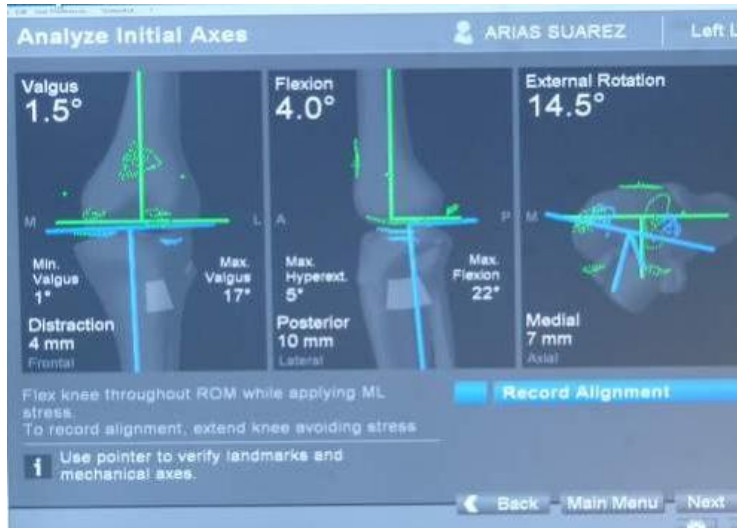 Analyze Initial Axes
ARIAS SUAREZ
Left L
Valgus
1.5°
M
L
Min.
Valgus
1°
Max.
Valgus
17°
Distraction
4 mm
Frontal
Flexion
4.0°
A
P
Max.
Hyperext.
5°
Max.
Flexion
22°
Posterior
10 mm
Lateral
External Rotation
14.5°
M
Medial
7 mm
Axial
Flex knee throughout ROM while applying ML
stress.
To record alignment, extend knee avoiding stress
Record Alignment
i
Use pointer to verify landmarks and
mechanical axes.
Back
Main Menu
Next